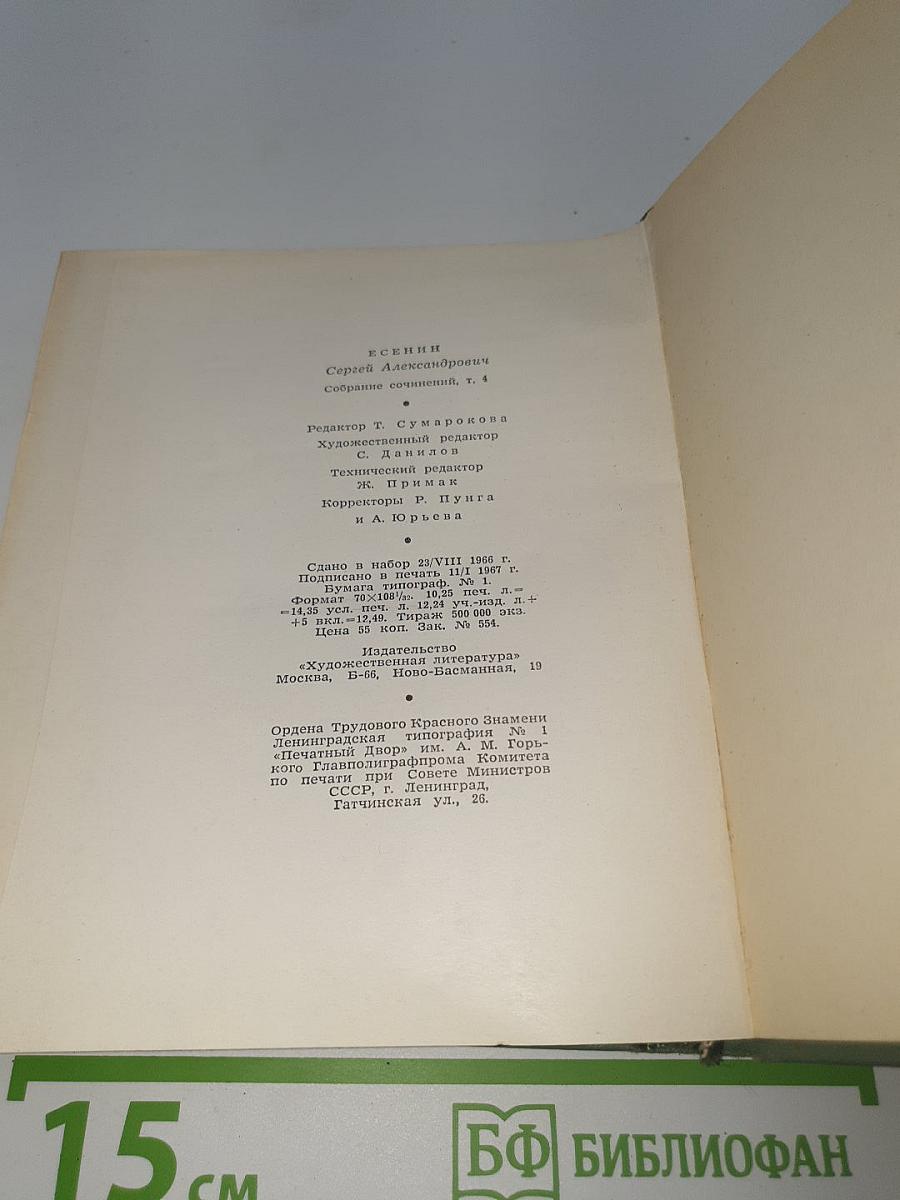 ЕСЕНИН
Сергей Александрович
Собрание сочинений, т. 4
Редактор Т. Сумарокова
Художественный редактор
С. Данилов
Технический редактор
Ж. Примак
Корректоры Р. Пунга
и А. Юрьева
Сдано в набор 23/VIII 1966 г.
Подписано в печать 11/I 1967 г.
Бумага типограф. № 1.
Формат 70×108¹/₃₂. 10,25 печ. л.=
=14,35 усл. печ. л. 12,24 уч.-изд. л.+
+5 вкл.=12,49. Тираж 500 000 экз.
Цена 55 коп. Зак. № 554.
Издательство
«Художественная литература»
Москва, Б-66, Ново-Басманная, 19
Ордена Трудового Красного Знамени
Ленинградская типография № 1
«Печатный Двор» им. А. М. Горь-
кого Главполиграфпрома Комитета
по печати при Совете Министров
СССР, г. Ленинград,
Гатчинская ул., 26.
15 см
БФ БИБЛИОФАН